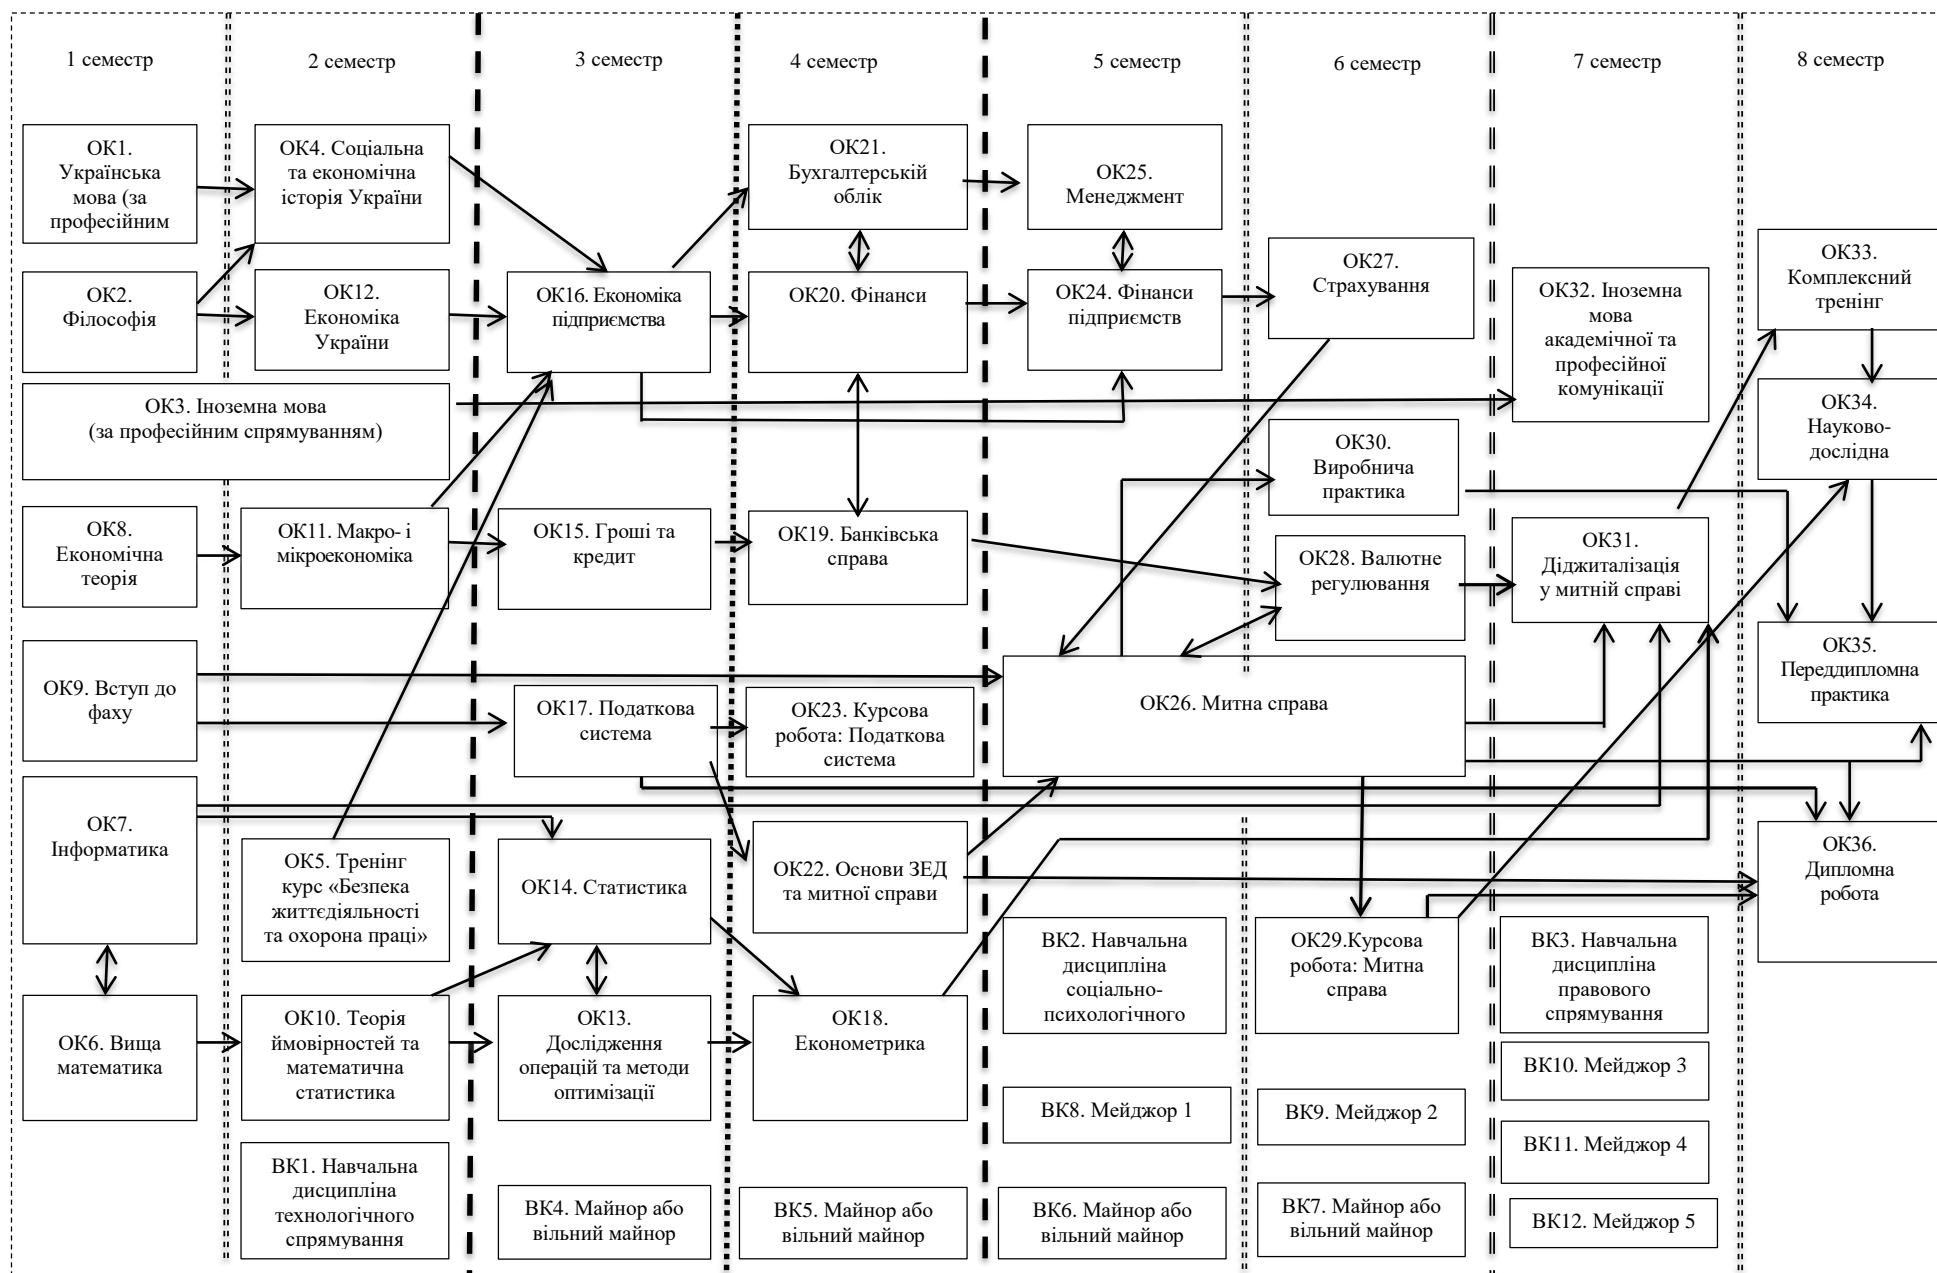 1 семестр
2 семестр
3 семестр
4 семестр
5 семестр
6 семестр
7 семестр
8 семестр
ОК1.
Українська
мова (за
професійним
ОК4. Соціальна
та економічна
історія України
ОК21.
Бухгалтерській
облік
ОК25.
Менеджмент
ОК2.
Філософія
ОК12.
Економіка
України
ОК16. Економіка
підприємства
ОК20. Фінанси
ОК24. Фінанси
підприємств
ОК27.
Страхування
ОК32. Іноземна
мова
академічної та
професійної
комунікації
ОК33.
Комплексний
тренінг
ОК3. Іноземна мова
(за професійним спрямуванням)
ОК34.
Науково-
дослідна
ОК30.
Виробнича
практика
ОК8.
Економічна
теорія
ОК11. Макро- і
мікроекономіка
ОК15. Гроші та
кредит
ОК19. Банківська
справа
ОК28. Валютне
регулювання
ОК31.
Діджиталізація
у митній справі
ОК35.
Переддипломна
практика
ОК9. Вступ до
фаху
ОК17. Податкова
система
ОК23. Курсова
робота: Податкова
система
ОК26. Митна справа
ОК7.
Інформатика
ОК5. Тренінг
курс «Безпека
життєдіяльності
та охорона праці»
ОК14. Статистика
ОК22. Основи ЗЕД
та митної справи
ОК36.
Дипломна
робота
ВК2. Навчальна
дисципліна
соціально-
психологічного
ОК29.Курсова
робота: Митна
справа
ВК3. Навчальна
дисципліна
правового
спрямування
ОК6. Вища
математика
ОК10. Теорія
ймовірностей та
математична
статистика
ОК13.
Дослідження
операцій та методи
оптимізації
ОК18.
Економетрика
ВК10. Мейджор 3
ВК8. Мейджор 1
ВК9. Мейджор 2
ВК11. Мейджор 4
ВК1. Навчальна
дисципліна
технологічного
спрямування
ВК4. Майнор або
вільний майнор
ВК5. Майнор або
вільний майнор
ВК6. Майнор або
вільний майнор
ВК7. Майнор або
вільний майнор
ВК12. Мейджор 5